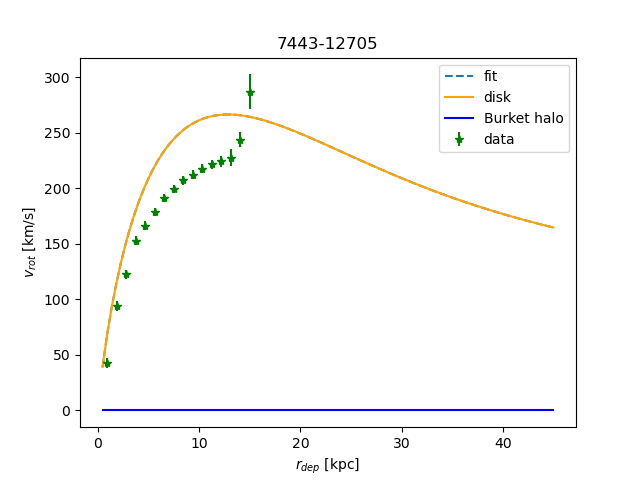 7443-12705
fit
disk
Burket halo
data
300
250
200
150
100
50
0
v_rot [km/s]
0 10 20 30 40
r_dep [kpc]